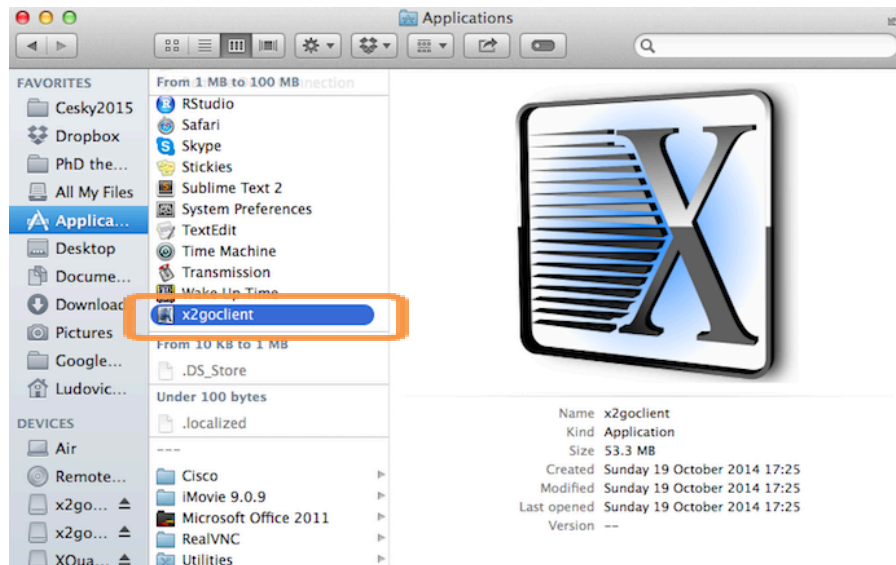 Applications
FAVORITES
Cesky2015
Dropbox
PhD the...
All My Files
Applica...
Desktop
Docume...
Download
Pictures
Google...
Ludovic...
DEVICES
Air
Remote...
x2go...
x2go...
XQua...
From 1 MB to 100 MB
RStudio
Safari
Skype
Stickies
Sublime Text 2
System Preferences
TextEdit
Time Machine
Transmission
Wake Up Time
x2goclient
From 10 KB to 1 MB
.DS_Store
Under 100 bytes
.localized
---
Cisco
iMovie 9.0.9
Microsoft Office 2011
RealVNC
Utilities
X
Name x2goclient
Kind Application
Size 53.3 MB
Created Sunday 19 October 2014 17:25
Modified Sunday 19 October 2014 17:25
Last opened Sunday 19 October 2014 17:25
Version --